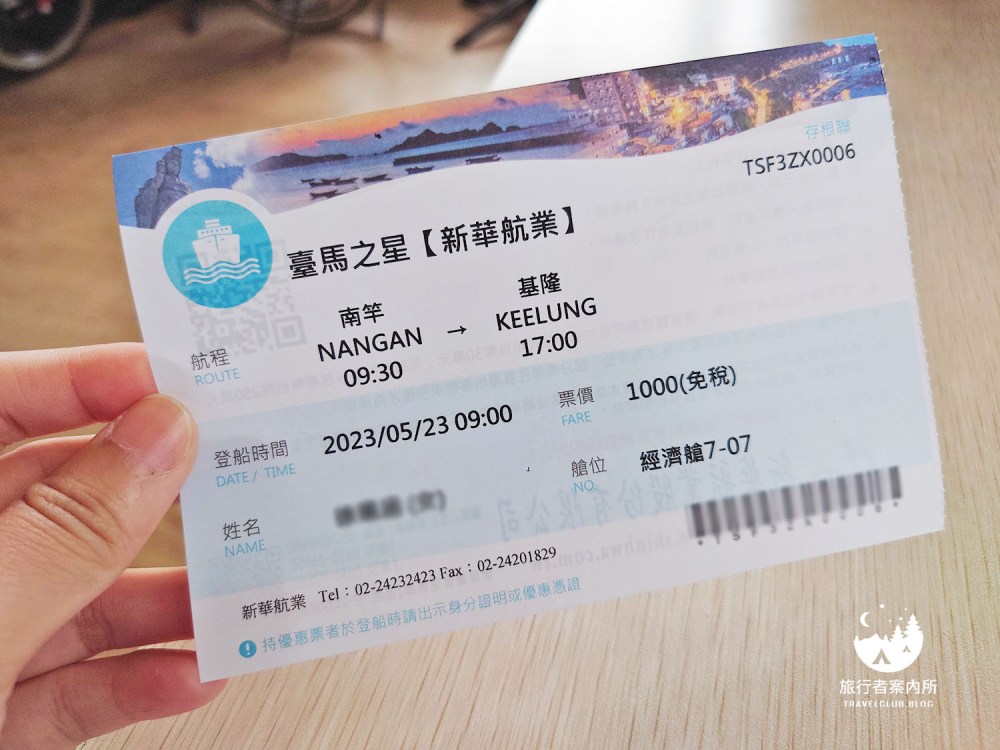 存根聯
TSF3ZX0006
臺馬之星【新華航業】
航程
ROUTE
南竿
NANGAN
09:30
→
基隆
KEELUNG
17:00
登船時間
DATE / TIME
2023/05/23 09:00
票價
FARE
1000(免稅)
艙位
NO.
經濟艙7-07
姓名
NAME
*TSF3ZX0006*
新華航業 Tel：02-24232423 Fax：02-24201829
持優惠票者於登船時請出示身分證明或優惠憑證
旅行者案內所
TRAVELCLUB.BLOG